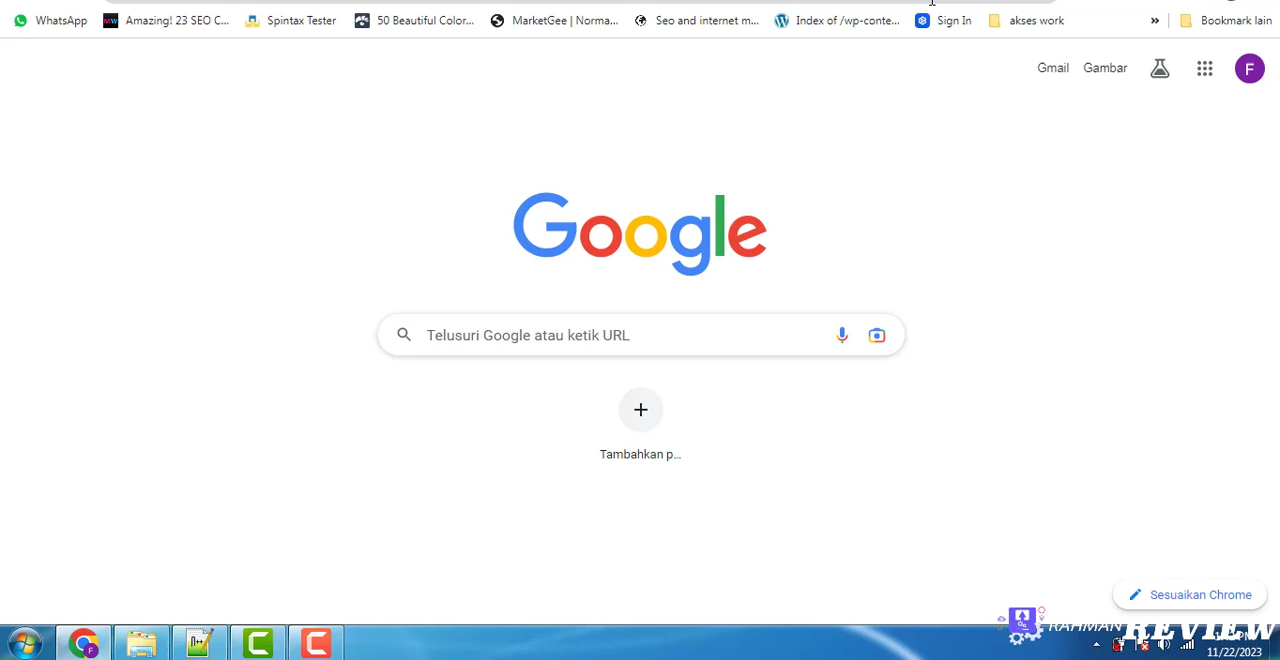 WhatsApp
Amazing! 23 SEO C...
Spintax Tester
50 Beautiful Color...
MarketGee | Norma...
Seo and internet m...
Index of /wp-conte...
Sign In
akses work
»
Bookmark lain
Gmail
Gambar
F
Google
Telusuri Google atau ketik URL
Tambahkan p...
Sesuaikan Chrome
RAHMAN REVIEW
11/22/2023